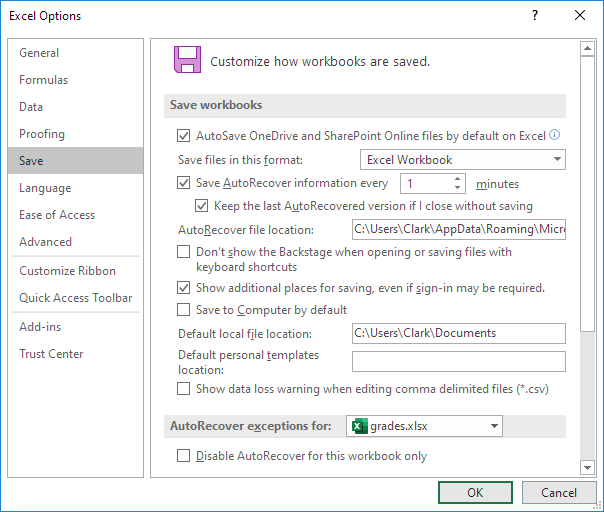 Excel Options
?
General
Formulas
Data
Proofing
Save
Language
Ease of Access
Advanced
Customize Ribbon
Quick Access Toolbar
Add-ins
Trust Center
Customize how workbooks are saved.
Save workbooks
AutoSave OneDrive and SharePoint Online files by default on Excel
Save files in this format: Excel Workbook
Save AutoRecover information every 1 minutes
Keep the last AutoRecovered version if I close without saving
AutoRecover file location: C:\Users\Clark\AppData\Roaming\Micr
Don't show the Backstage when opening or saving files with
keyboard shortcuts
Show additional places for saving, even if sign-in may be required.
Save to Computer by default
Default local file location: C:\Users\Clark\Documents
Default personal templates
location:
Show data loss warning when editing comma delimited files (*.csv)
AutoRecover exceptions for: grades.xlsx
Disable AutoRecover for this workbook only
OK
Cancel